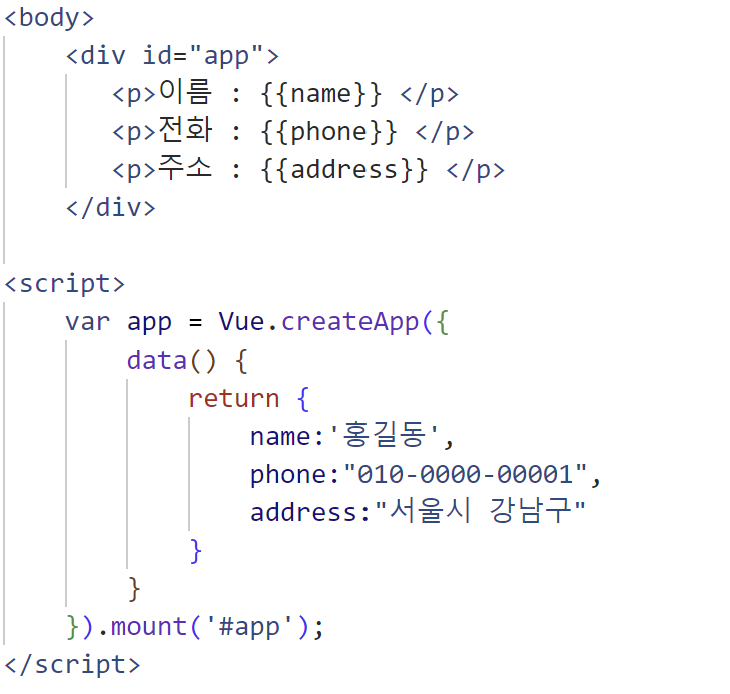 <body>
<div id="app">
<p>이름 : {{name}} </p>
<p>전화 : {{phone}} </p>
<p>주소 : {{address}} </p>
</div>
<script>
var app = Vue.createApp({
data() {
return {
name:'홍길동',
phone:"010-0000-00001",
address:"서울시 강남구"
}
}
}).mount('#app');
</script>